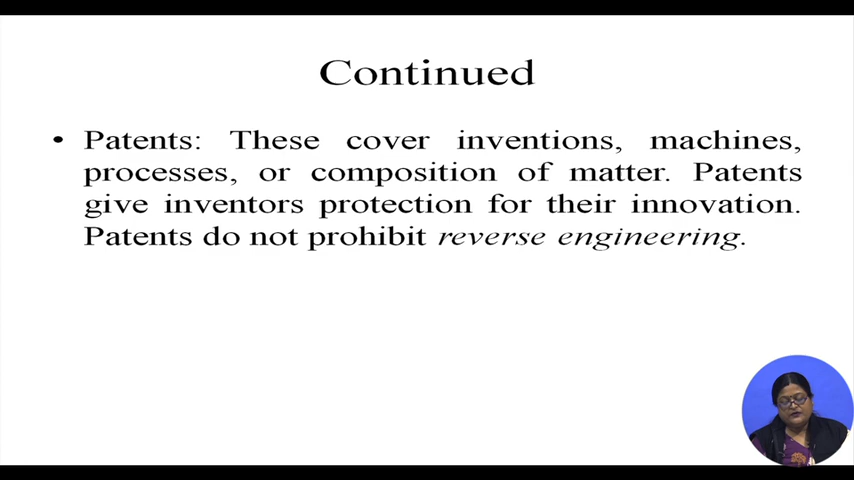 Continued
• Patents: These cover inventions, machines,
processes, or composition of matter. Patents
give inventors protection for their innovation.
Patents do not prohibit reverse engineering.